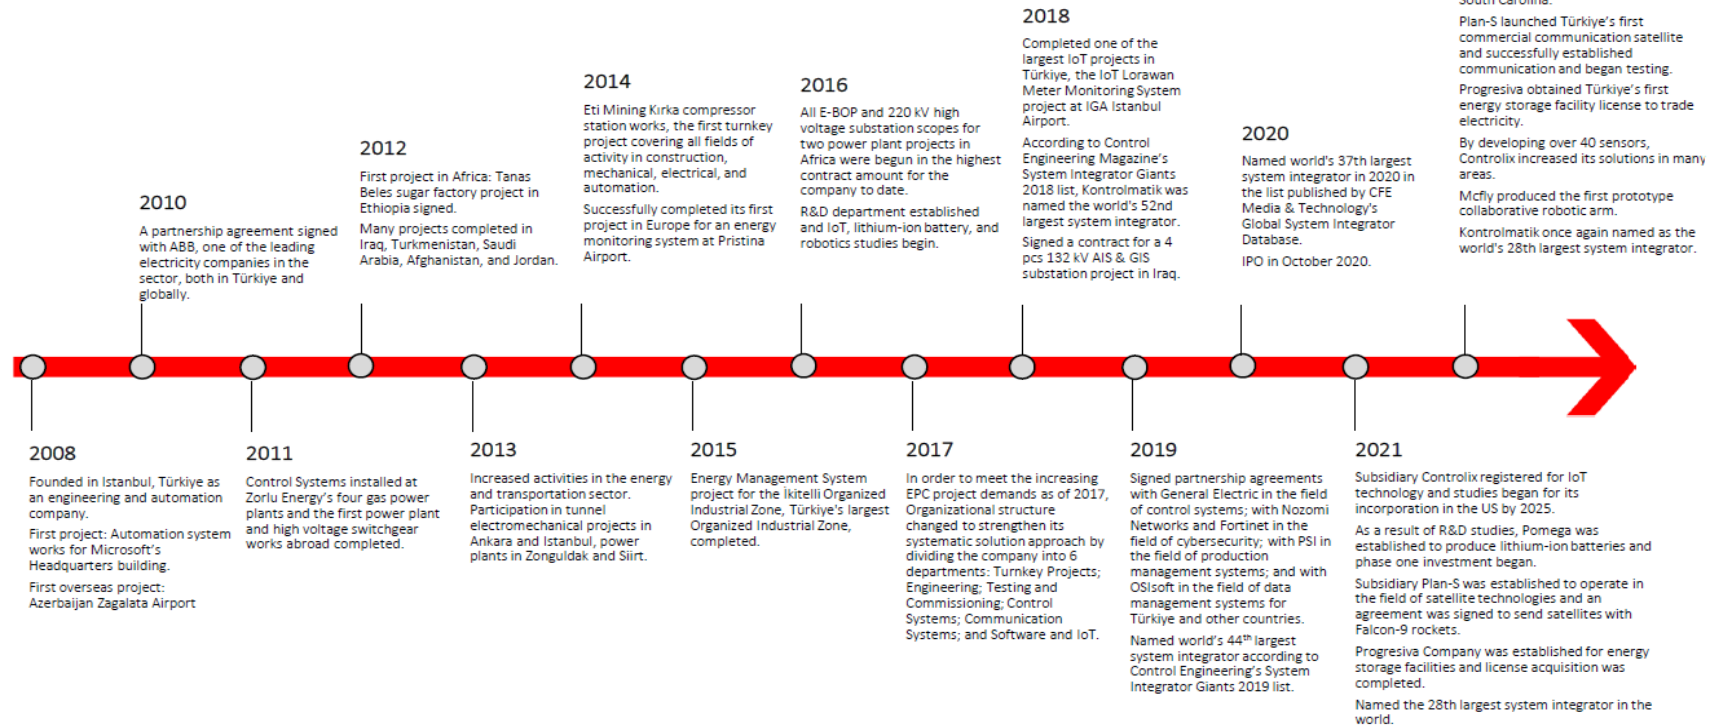 2008
Founded in Istanbul, Türkiye as
an engineering and automation
company.
First project: Automation system
works for Microsoft's
Headquarters building.
First overseas project:
Azerbaijan Zagalata Airport
2010
A partnership agreement signed
with ABB, one of the leading
electricity companies in the
sector, both in Türkiye and
globally.
2011
Control Systems installed at
Zorlu Energy's four gas power
plants and the first power plant
and high voltage switchgear
works abroad completed.
2012
First project in Africa: Tanas
Beles sugar factory project in
Ethiopia signed.
Many projects completed in
Iraq, Turkmenistan, Saudi
Arabia, Afghanistan, and Jordan.
2013
Increased activities in the energy
and transportation sector.
Participation in tunnel
electromechanical projects in
Ankara and Istanbul, power
plants in Zonguldak and Siirt.
2014
Eti Mining Kırka compressor
station works, the first turnkey
project covering all fields of
activity in construction,
mechanical, electrical, and
automation.
Successfully completed its first
project in Europe for an energy
monitoring system at Pristina
Airport.
2015
Energy Management System
project for the İkitelli Organized
Industrial Zone, Türkiye's largest
Organized Industrial Zone,
completed.
2016
All E-BOP and 220 kV high
voltage substation scopes for
two power plant projects in
Africa were begun in the highest
contract amount for the
company to date.
R&D department established
and IoT, lithium-ion battery, and
robotics studies begin.
2017
In order to meet the increasing
EPC project demands as of 2017,
Organizational structure
changed to strengthen its
systematic solution approach by
dividing the company into 6
departments: Turnkey Projects;
Engineering; Testing and
Commissioning; Control
Systems; Communication
Systems; and Software and IoT.
2018
Completed one of the
largest IoT projects in
Türkiye, the IoT Lorawan
Meter Monitoring System
project at IGA Istanbul
Airport.
According to Control
Engineering Magazine's
System Integrator Giants
2018 list, Kontrolmatik was
named the world's 52nd
largest system integrator.
Signed a contract for a 4
pcs 132 kV AIS & GIS
substation project in Iraq.
2019
Signed partnership agreements
with General Electric in the field
of control systems; with Nozomi
Networks and Fortinet in the
field of cybersecurity; with PSI in
the field of production
management systems; and with
OSIsoft in the field of data
management systems for
Türkiye and other countries.
Named world's 44th largest
system integrator according to
Control Engineering's System
Integrator Giants 2019 list.
2020
Named world's 37th largest
system integrator in 2020 in
the list published by CFE
Media & Technology's
Global System Integrator
Database.
IPO in October 2020.
2021
Subsidiary Controlix registered for IoT
technology and studies began for its
incorporation in the US by 2025.
As a result of R&D studies, Pomega was
established to produce lithium-ion batteries and
phase one investment began.
Subsidiary Plan-S was established to operate in
the field of satellite technologies and an
agreement was signed to send satellites with
Falcon-9 rockets.
Progresiva Company was established for energy
storage facilities and license acquisition was
completed.
Named the 28th largest system integrator in the
world.
South Carolina.
Plan-S launched Türkiye's first
commercial communication satellite
and successfully established
communication and began testing.
Progresiva obtained Türkiye's first
energy storage facility license to trade
electricity.
By developing over 40 sensors,
Controlix increased its solutions in many
areas.
Mcfly produced the first prototype
collaborative robotic arm.
Kontrolmatik once again named as the
world's 28th largest system integrator.